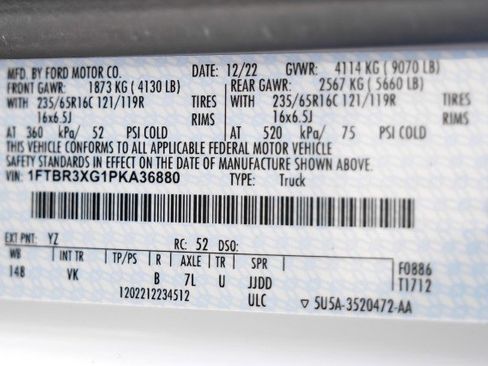 MFD. BY FORD MOTOR CO. DATE: 12/22 GVWR: 4114 KG ( 9070 LB)
FRONT GAWR: 1873 KG ( 4130 LB) REAR GAWR: 2567 KG ( 5660 LB)
WITH 235/65R16C 121/119R TIRES WITH 235/65R16C 121/119R TIRES
16x6.5J RIMS 16x6.5J RIMS
AT 360 kPa/ 52 PSI COLD AT 520 kPa/ 75 PSI COLD
THIS VEHICLE CONFORMS TO ALL APPLICABLE FEDERAL MOTOR VEHICLE
SAFETY STANDARDS IN EFFECT ON THE DATE OF MANUFACTURE SHOWN ABOVE.
VIN: 1FTBR3XG1PKA36880 TYPE: Truck
EXT PNT: YZ RC: 52 DSO:
WB INT TR TP/PS R AXLE TR SPR F0886
148 VK B 7L U JJDD T1712
1202212234512 ULC 5U5A-3520472-AA